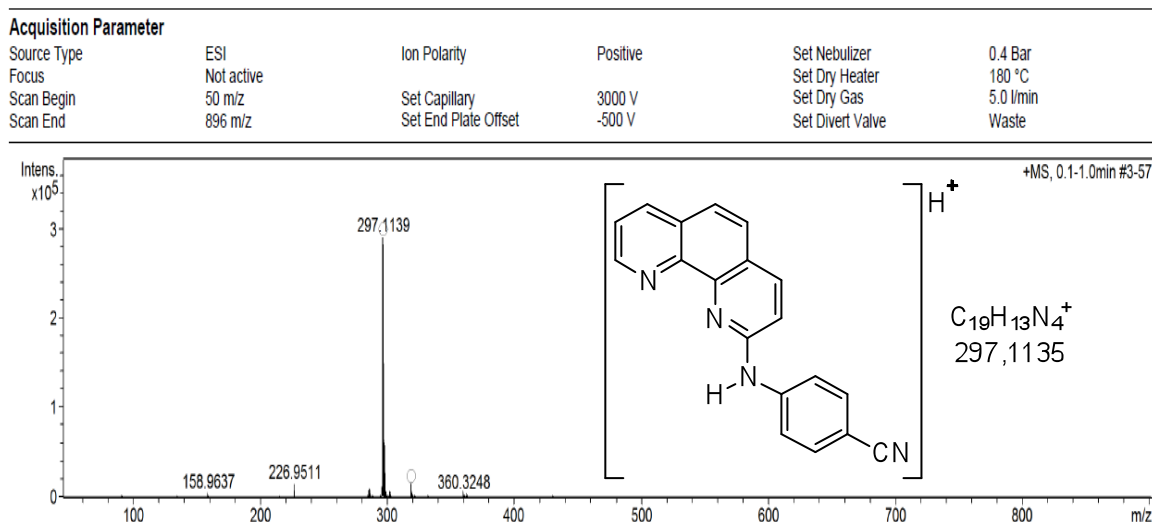 Acquisition Parameter
Source Type ESI Ion Polarity Positive Set Nebulizer 0.4 Bar
Focus Not active Set Dry Heater 180 °C
Scan Begin 50 m/z Set Capillary 3000 V Set Dry Gas 5.0 l/min
Scan End 896 m/z Set End Plate Offset -500 V Set Divert Valve Waste
Intens.
x10⁵
+MS, 0.1-1.0min #3-57
3
2
1
0
297,1139
158.9637
226.9511
360.3248
N
N
N
H
CN
H⁺
C₁₉H₁₃N₄⁺
297,1135
100 200 300 400 500 600 700 800 m/z